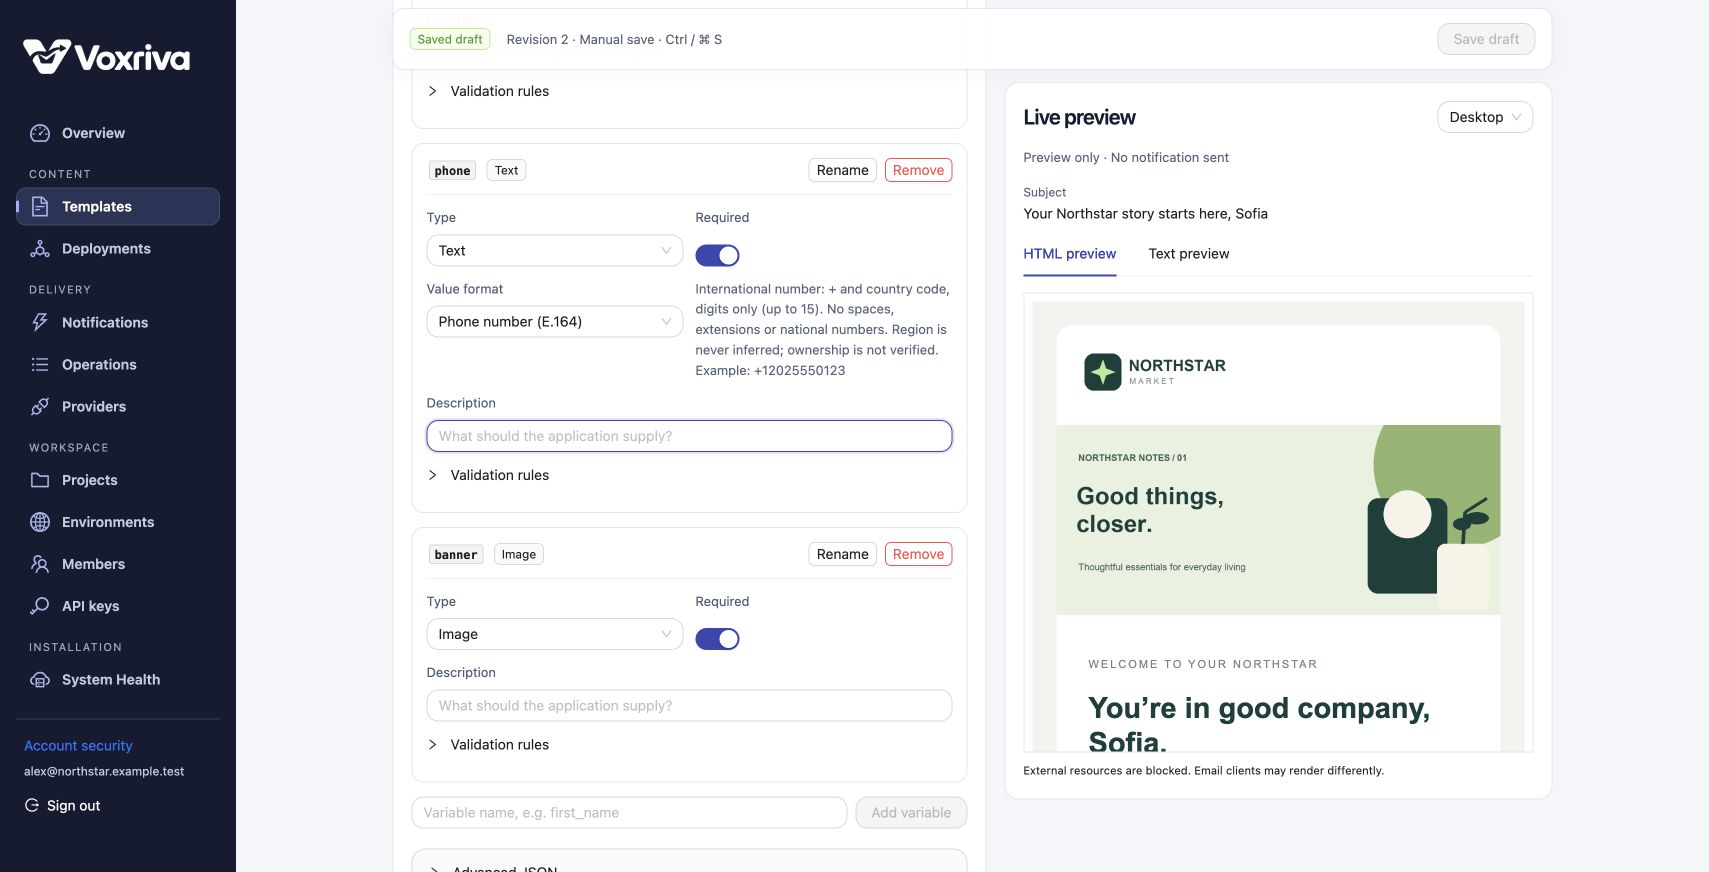 Voxriva
Overview
CONTENT
Templates
Deployments
DELIVERY
Notifications
Operations
Providers
WORKSPACE
Projects
Environments
Members
API keys
INSTALLATION
System Health
Account security
alex@northstar.example.test
Sign out
Saved draft
Revision 2 · Manual save · Ctrl / ⌘ S
Save draft
Validation rules
phone
Text
Rename
Remove
Type
Required
Text
Value format
Phone number (E.164)
International number: + and country code,
digits only (up to 15). No spaces,
extensions or national numbers. Region is
never inferred; ownership is not verified.
Example: +12025550123
Description
What should the application supply?
Validation rules
banner
Image
Rename
Remove
Type
Required
Image
Description
What should the application supply?
Validation rules
Variable name, e.g. first_name
Add variable
Advanced JSON
Live preview
Desktop
Preview only · No notification sent
Subject
Your Northstar story starts here, Sofia
HTML preview
Text preview
NORTHSTAR
MARKET
NORTHSTAR NOTES / 01
Good things,
closer.
Thoughtful essentials for everyday living
WELCOME TO YOUR NORTHSTAR
You’re in good company,
Sofia.
External resources are blocked. Email clients may render differently.